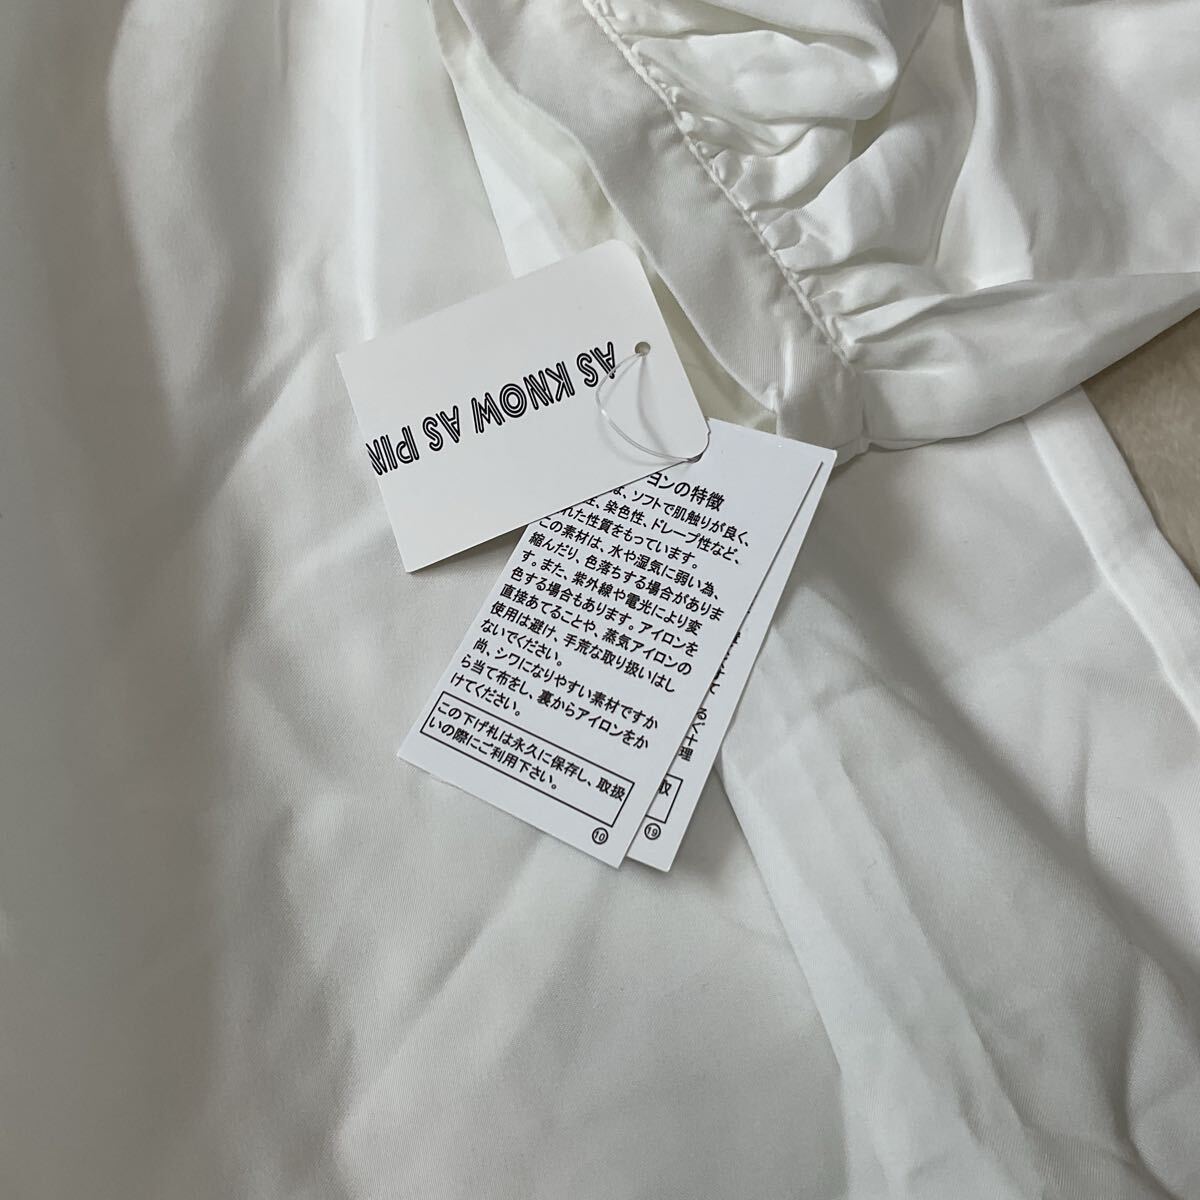 AS KNOW AS PIN
ヨンの特徴
は、ソフトで肌触りが良く、
性、染色性、ドレープ性など、
れた性質をもっています。
この素材は、水や湿気に弱い為、
縮んだり、色落ちする場合がありま
す。また、紫外線や電光により変
色する場合もあります。アイロンを
直接あてることや、蒸気アイロンの
使用は避け、手荒な取り扱いはし
ないでください。
尚、シワになりやすい素材ですか
ら当て布をし、裏からアイロンをか
けてください。
この下げ札は永久に保存し、取扱
いの際にご利用下さい。
⑩
て
るぐ十理
取
⑲